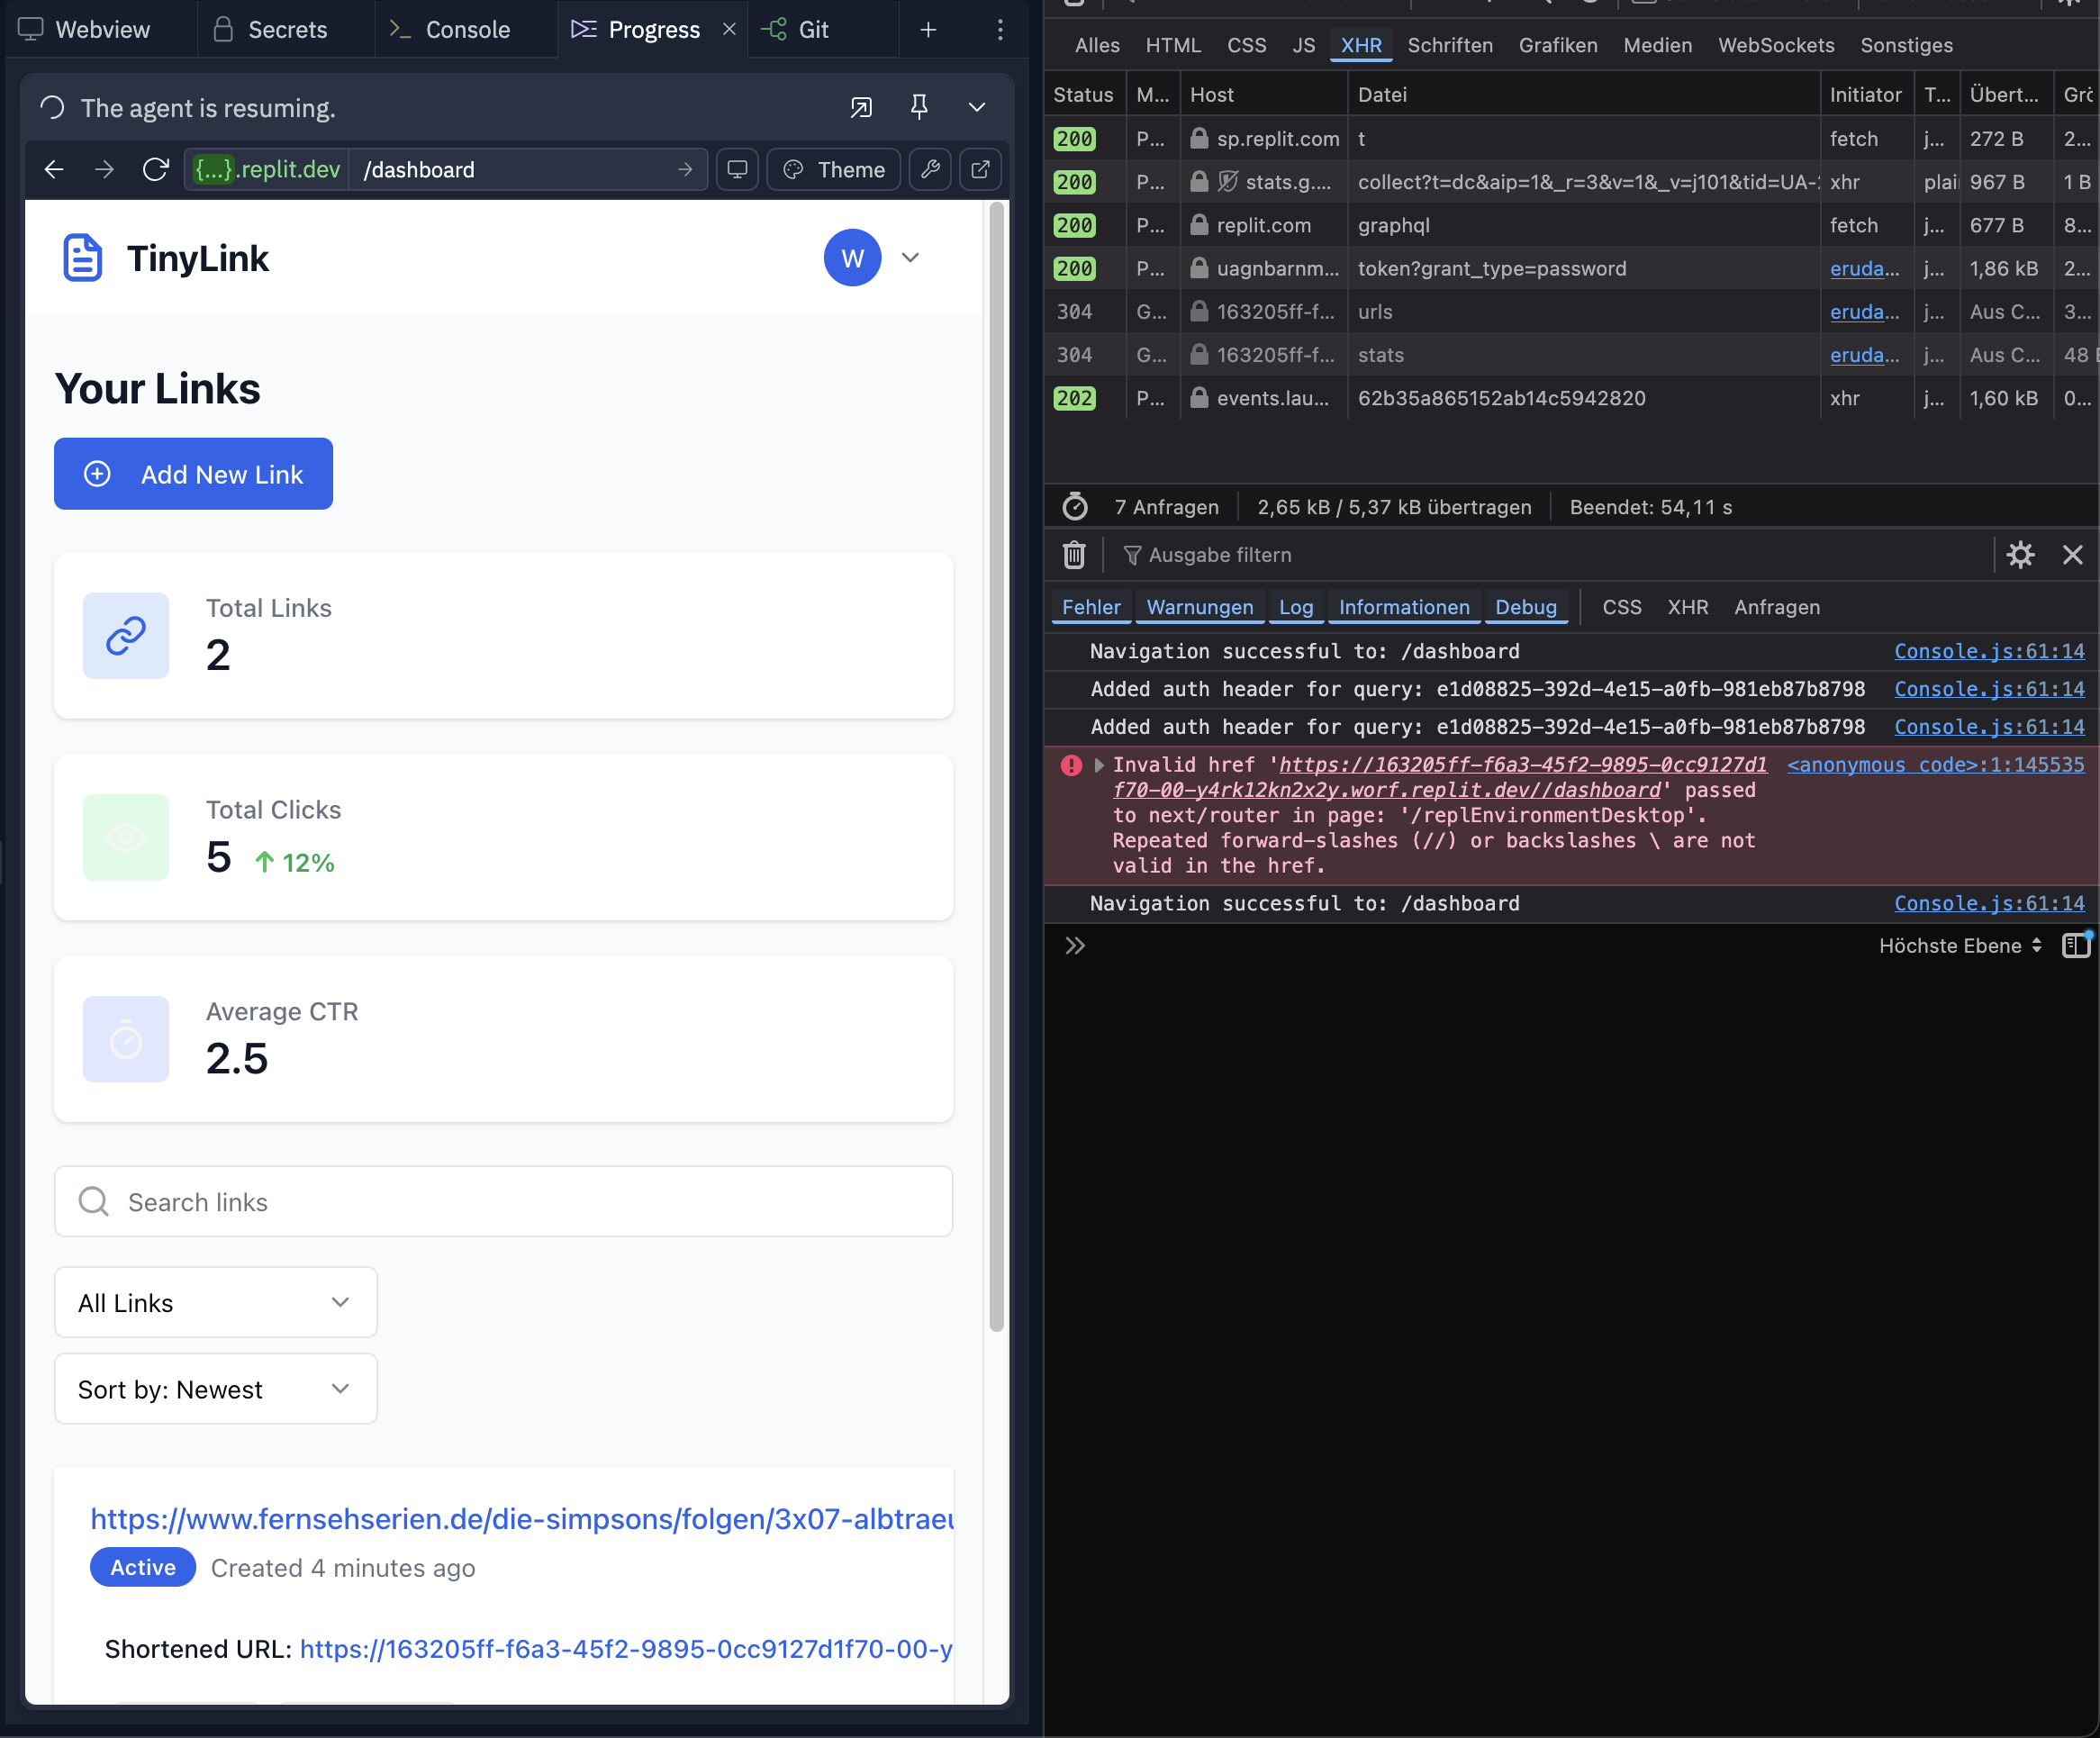 Webview
Secrets
Console
Progress
Git
The agent is resuming.
{...}.replit.dev
/dashboard
Theme
TinyLink
W
Your Links
Add New Link
Total Links
2
Total Clicks
5
12%
Average CTR
2.5
Search links
All Links
Sort by: Newest
https://www.fernsehserien.de/die-simpsons/folgen/3x07-albtraeu
Active
Created 4 minutes ago
Shortened URL: https://163205ff-f6a3-45f2-9895-0cc9127d1f70-00-y
Alles HTML CSS JS XHR Schriften Grafiken Medien WebSockets Sonstiges
Status M... Host Datei Initiator T... Übert... Grö
200 P... sp.replit.com t fetch j... 272 B 2...
200 P... stats.g.... collect?t=dc&aip=1&_r=3&v=1&_v=j101&tid=UA- xhr plai 967 B 1 B
200 P... replit.com graphql fetch j... 677 B 8...
200 P... uagnbarnm... token?grant_type=password eruda... j... 1,86 kB 2...
304 G... 163205ff-f... urls eruda... j... Aus C... 3...
304 G... 163205ff-f... stats eruda... j... Aus C... 48
202 P... events.lau... 62b35a865152ab14c5942820 xhr j... 1,60 kB 0...
7 Anfragen 2,65 kB / 5,37 kB übertragen Beendet: 54,11 s
Ausgabe filtern
Fehler Warnungen Log Informationen Debug CSS XHR Anfragen
Navigation successful to: /dashboard Console.js:61:14
Added auth header for query: e1d08825-392d-4e15-a0fb-981eb87b8798 Console.js:61:14
Added auth header for query: e1d08825-392d-4e15-a0fb-981eb87b8798 Console.js:61:14
Invalid href 'https://163205ff-f6a3-45f2-9895-0cc9127d1 <anonymous code>:1:145535
f70-00-y4rk12kn2x2y.worf.replit.dev//dashboard' passed
to next/router in page: '/replEnvironmentDesktop'.
Repeated forward-slashes (//) or backslashes \ are not
valid in the href.
Navigation successful to: /dashboard Console.js:61:14
Höchste Ebene